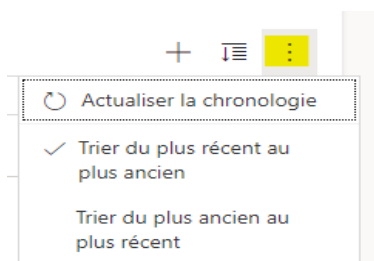 Actualiser la chronologie
Trier du plus récent au
plus ancien
Trier du plus ancien au
plus récent